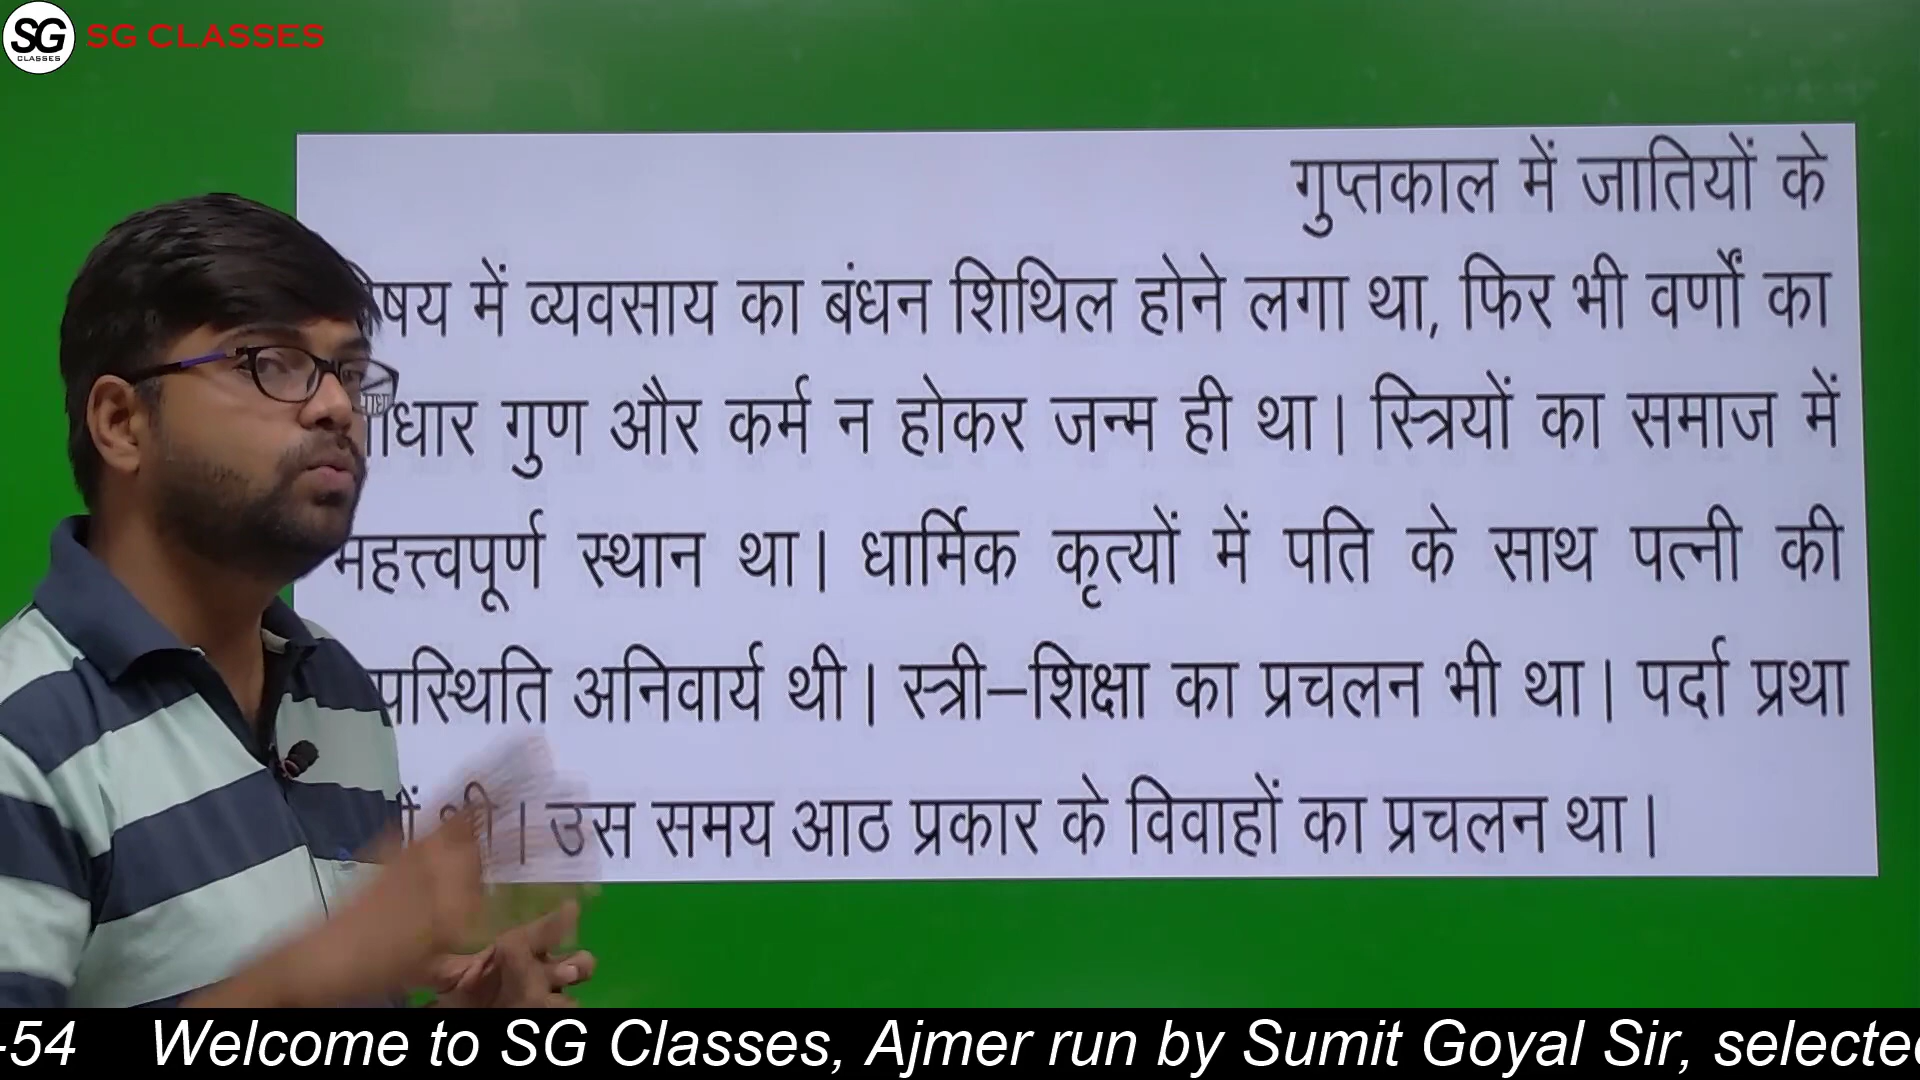 SG CLASSES
SG CLASSES
गुप्तकाल में जातियों के
में व्यवसाय का बंधन शिथिल होने लगा था, फिर भी वर्णों का
गुण और कर्म न होकर जन्म ही था। स्त्रियों का समाज में
महत्त्वपूर्ण स्थान था। धार्मिक कृत्यों में पति के साथ पत्नी की
अनिवार्य थी। स्त्री–शिक्षा का प्रचलन भी था। पर्दा प्रथा
थी। उस समय आठ प्रकार के विवाहों का प्रचलन था।
-54 Welcome to SG Classes, Ajmer run by Sumit Goyal Sir, selecte